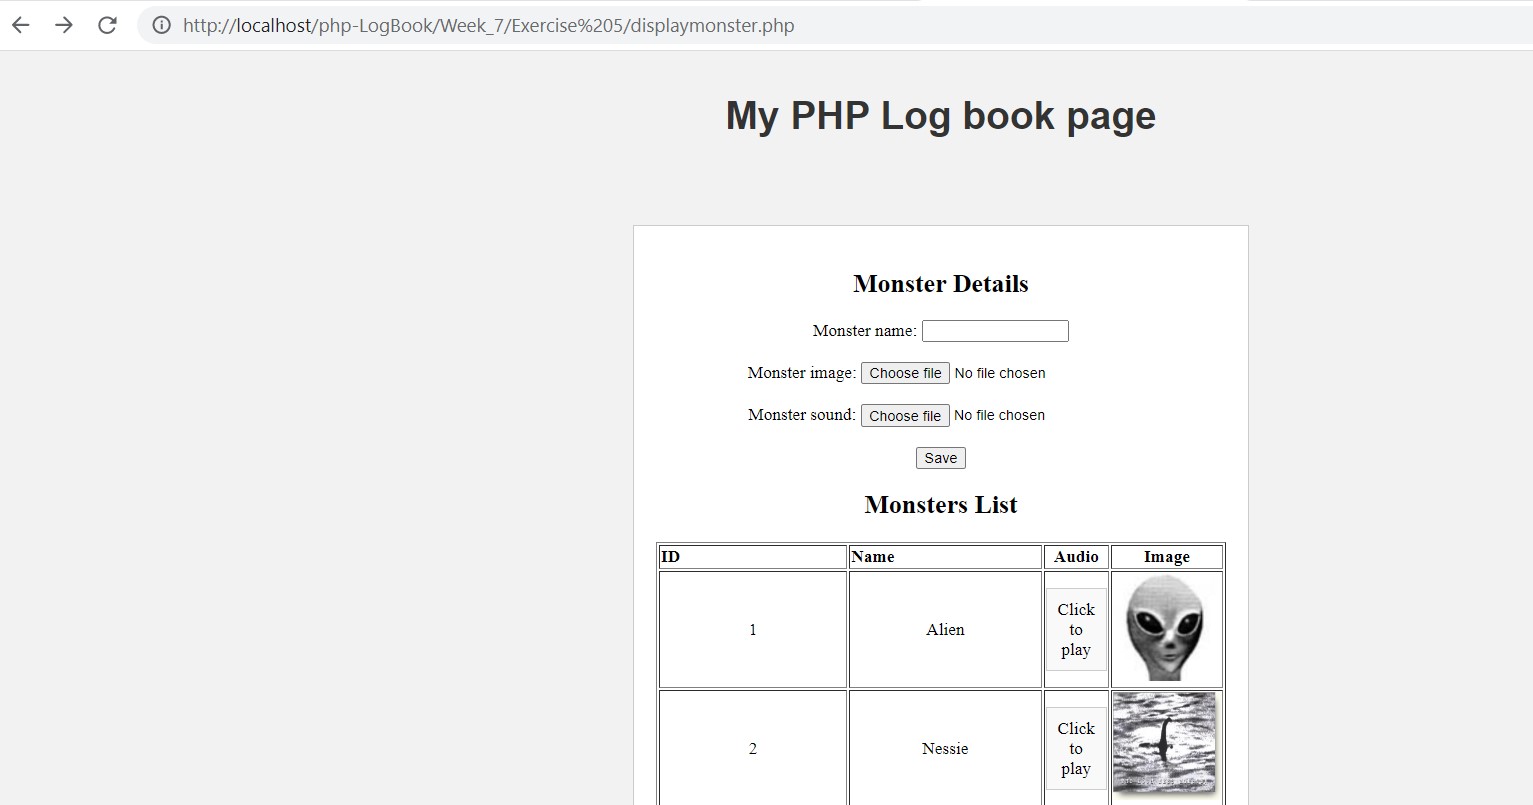 http://localhost/php-LogBook/Week_7/Exercise%205/displaymonster.php
My PHP Log book page
Monster Details
Monster name:
Monster image: Choose file No file chosen
Monster sound: Choose file No file chosen
Save
Monsters List
ID Name Audio Image
1 Alien Click
to
play
2 Nessie Click
to
play